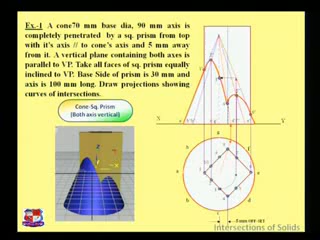 Ex.-1 A cone70 mm base dia, 90 mm axis is
completely penetrated by a sq. prism from top
with it's axis // to cone's axis and 5 mm away
from it. A vertical plane containing both axes is
parallel to VP. Take all faces of sq. prism equally
inclined to VP. Base Side of prism is 30 mm and
axis is 100 mm long. Draw projections showing
curves of intersections.
Cone-Sq. Prism
(Both axis vertical)
X
Y
5 mm OFF-SET
Intersections of Solids